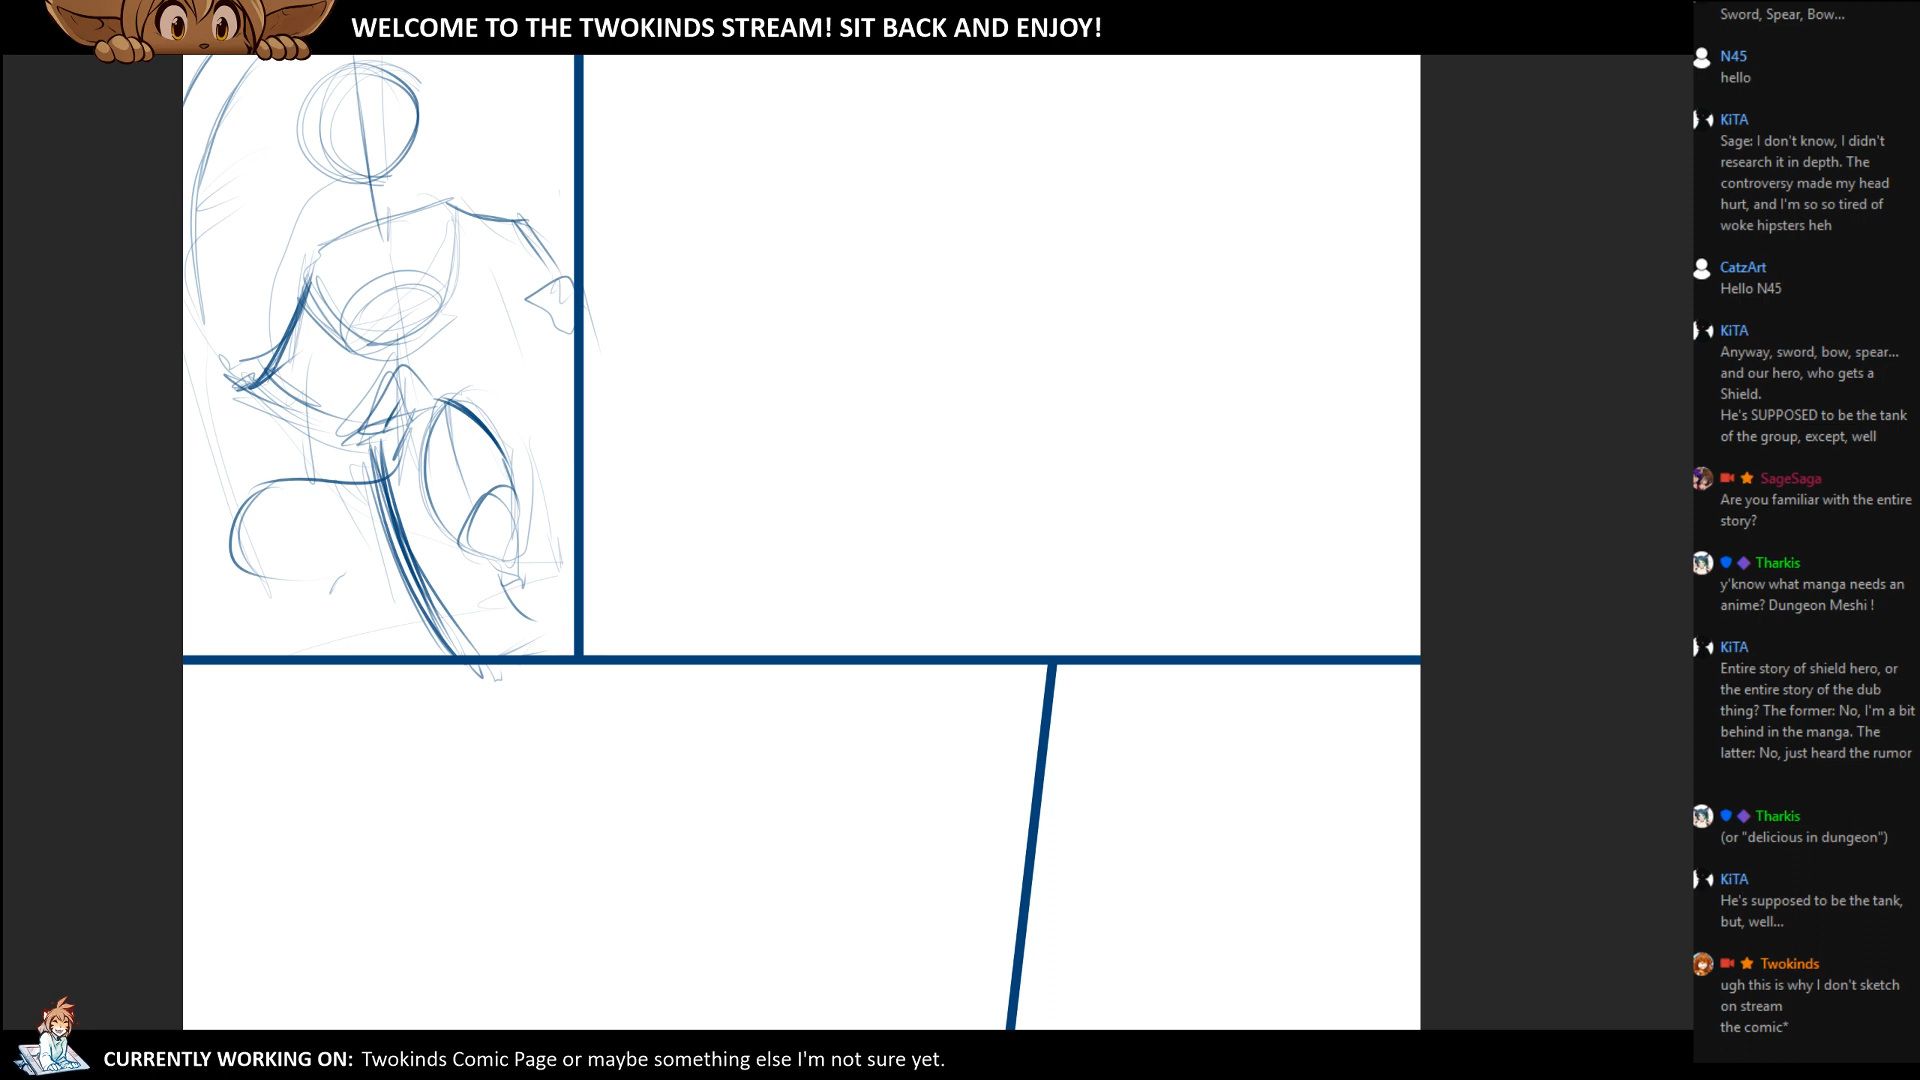 WELCOME TO THE TWOKINDS STREAM! SIT BACK AND ENJOY!
Sword, Spear, Bow...
N45
hello
KiTA
Sage: I don't know, I didn't
research it in depth. The
controversy made my head
hurt, and I'm so so tired of
woke hipsters heh
CatzArt
Hello N45
KiTA
Anyway, sword, bow, spear...
and our hero, who gets a
Shield.
He's SUPPOSED to be the tank
of the group, except, well
SageSaga
Are you familiar with the entire
story?
Tharkis
y'know what manga needs an
anime? Dungeon Meshi !
KiTA
Entire story of shield hero, or
the entire story of the dub
thing? The former: No, I'm a bit
behind in the manga. The
latter: No, just heard the rumor
Tharkis
(or "delicious in dungeon")
KiTA
He's supposed to be the tank,
but, well...
Twokinds
ugh this is why I don't sketch
on stream
the comic*
CURRENTLY WORKING ON: Twokinds Comic Page or maybe something else I'm not sure yet.